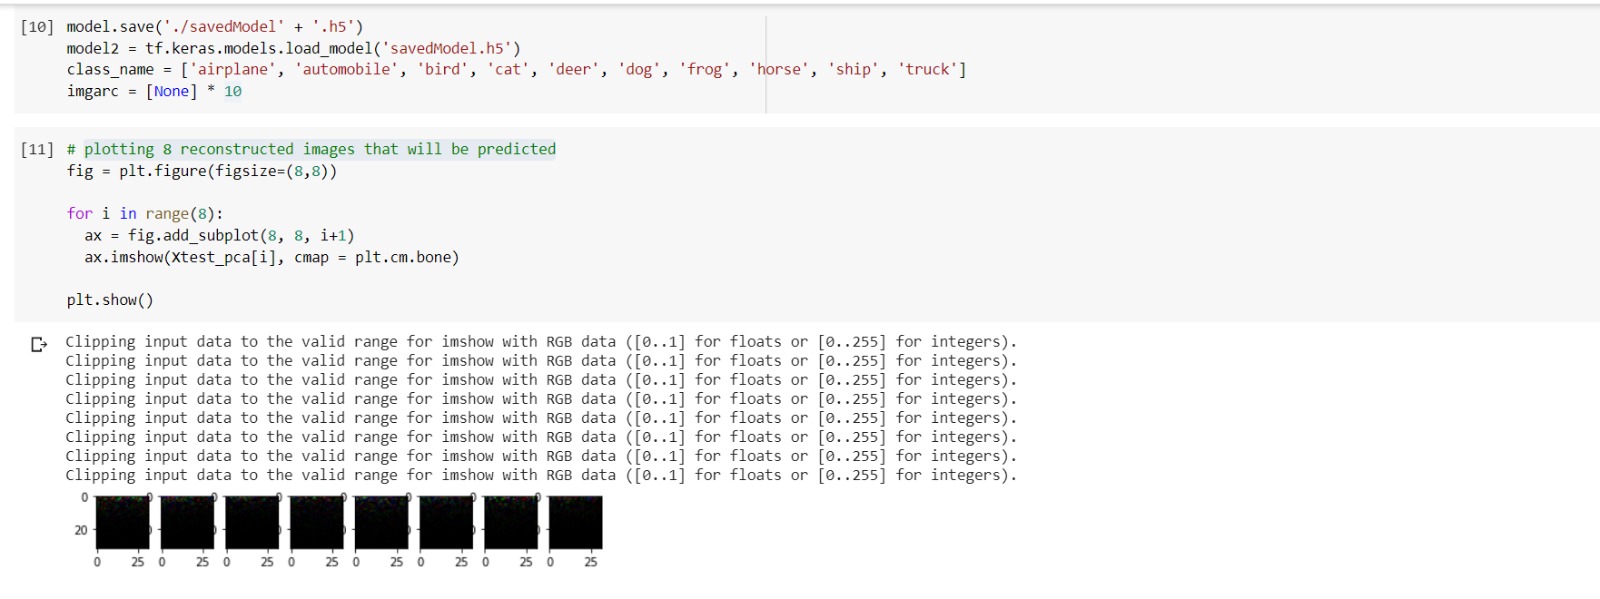 [10] model.save('./savedModel' + '.h5')
model2 = tf.keras.models.load_model('savedModel.h5')
class_name = ['airplane', 'automobile', 'bird', 'cat', 'deer', 'dog', 'frog', 'horse', 'ship', 'truck']
imgarc = [None] * 10
[11] # plotting 8 reconstructed images that will be predicted
fig = plt.figure(figsize=(8,8))
for i in range(8):
ax = fig.add_subplot(8, 8, i+1)
ax.imshow(Xtest_pca[i], cmap = plt.cm.bone)
plt.show()
Clipping input data to the valid range for imshow with RGB data ([0..1] for floats or [0..255] for integers).
Clipping input data to the valid range for imshow with RGB data ([0..1] for floats or [0..255] for integers).
Clipping input data to the valid range for imshow with RGB data ([0..1] for floats or [0..255] for integers).
Clipping input data to the valid range for imshow with RGB data ([0..1] for floats or [0..255] for integers).
Clipping input data to the valid range for imshow with RGB data ([0..1] for floats or [0..255] for integers).
Clipping input data to the valid range for imshow with RGB data ([0..1] for floats or [0..255] for integers).
Clipping input data to the valid range for imshow with RGB data ([0..1] for floats or [0..255] for integers).
Clipping input data to the valid range for imshow with RGB data ([0..1] for floats or [0..255] for integers).
0
20
0 25 0 25 0 25 0 25 0 25 0 25 0 25 0 25